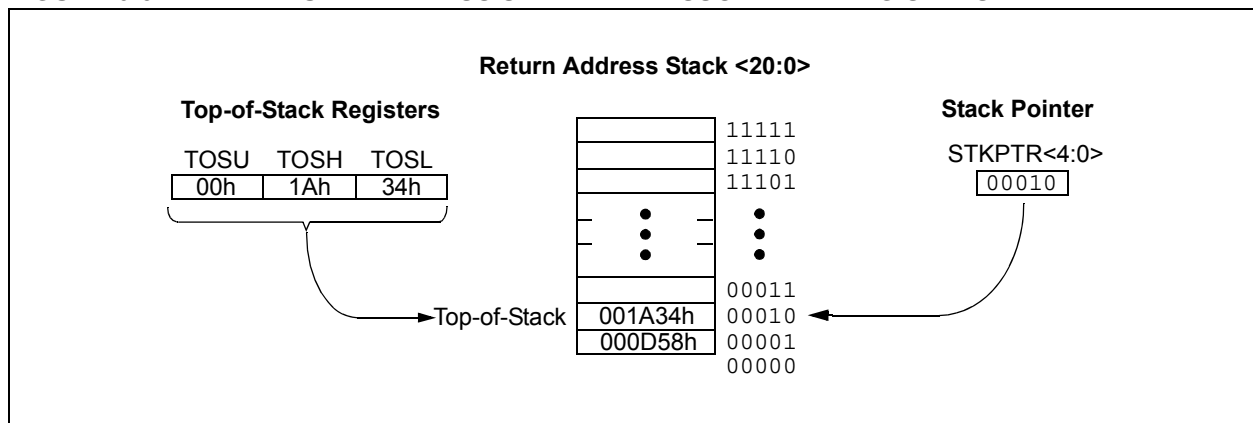 Return Address Stack <20:0>
Top-of-Stack Registers
Stack Pointer
11111
TOSU TOSH TOSL
11110
STKPTR<4:0>
00h 1Ah 34h
11101
00010
00011
Top-of-Stack 001A34h 00010
000D58h 00001
00000